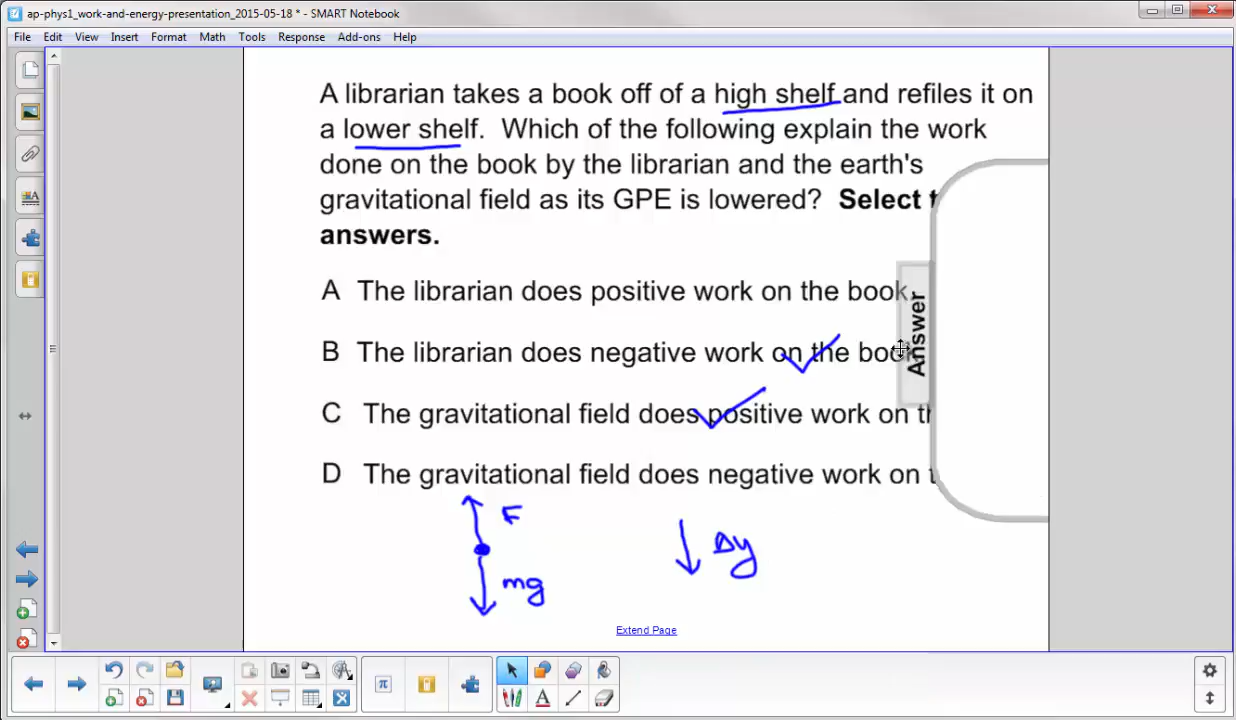 ap-phys1_work-and-energy-presentation_2015-05-18 * - SMART Notebook
File Edit View Insert Format Math Tools Response Add-ons Help
A librarian takes a book off of a high shelf and refiles it on
a lower shelf. Which of the following explain the work
done on the book by the librarian and the earth's
gravitational field as its GPE is lowered? Select
answers.
A The librarian does positive work on the book.
B The librarian does negative work on the
C The gravitational field does positive work on
D The gravitational field does negative work on
Answer
F
mg
Δy
Extend Page